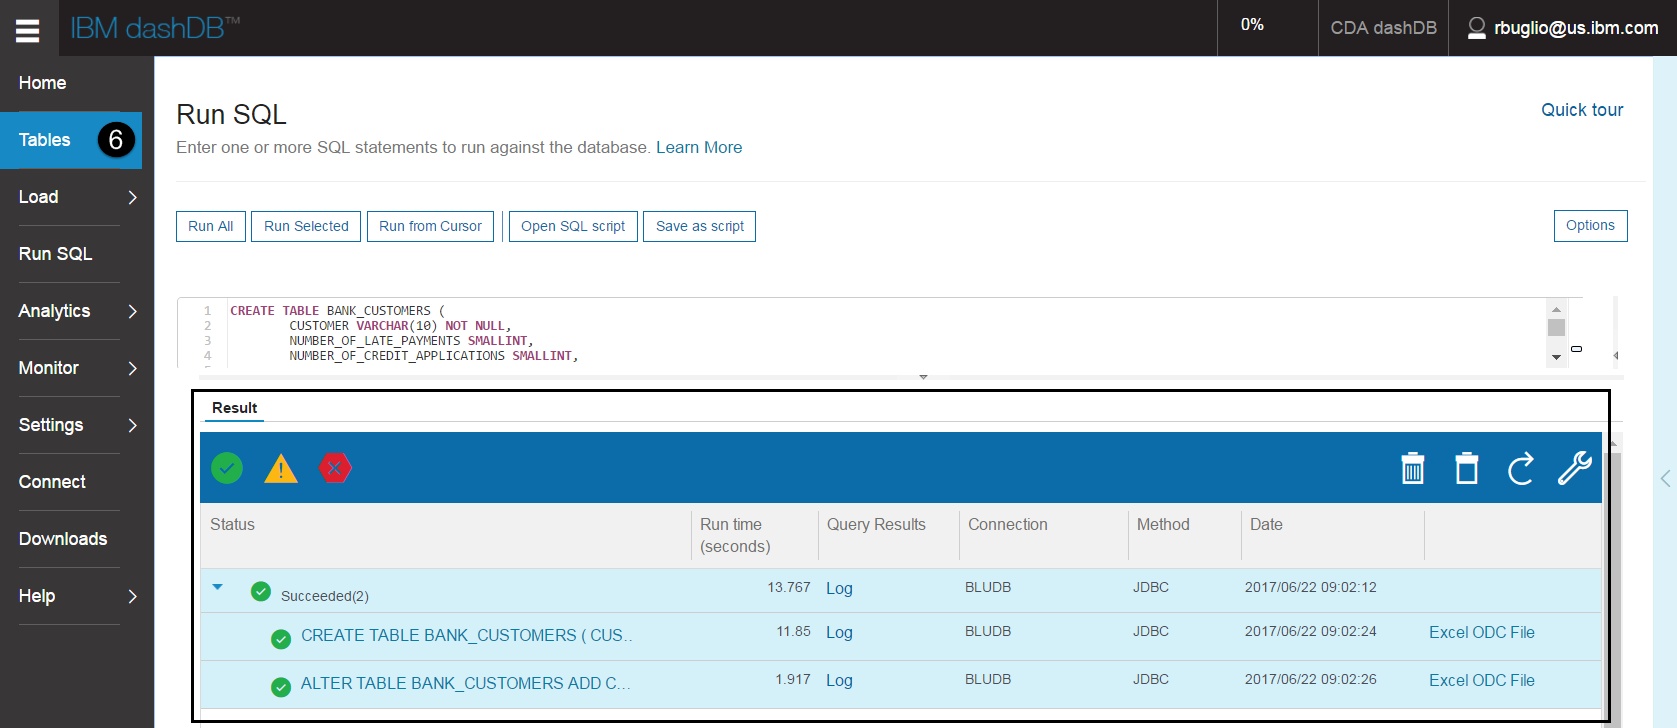 IBM dashDB™
0%
CDA dashDB
rbuglio@us.ibm.com
Home
Tables
6
Load
Run SQL
Analytics
Monitor
Settings
Connect
Downloads
Help
Run SQL
Quick tour
Enter one or more SQL statements to run against the database. Learn More
Run All
Run Selected
Run from Cursor
Open SQL script
Save as script
Options
1 CREATE TABLE BANK_CUSTOMERS (
2 CUSTOMER VARCHAR(10) NOT NULL,
3 NUMBER_OF_LATE_PAYMENTS SMALLINT,
4 NUMBER_OF_CREDIT_APPLICATIONS SMALLINT,
Result
Status
Run time
(seconds)
Query Results
Connection
Method
Date
Succeeded(2) 13.767 Log BLUDB JDBC 2017/06/22 09:02:12
CREATE TABLE BANK_CUSTOMERS ( CUS.. 11.85 Log BLUDB JDBC 2017/06/22 09:02:24 Excel ODC File
ALTER TABLE BANK_CUSTOMERS ADD C... 1.917 Log BLUDB JDBC 2017/06/22 09:02:26 Excel ODC File